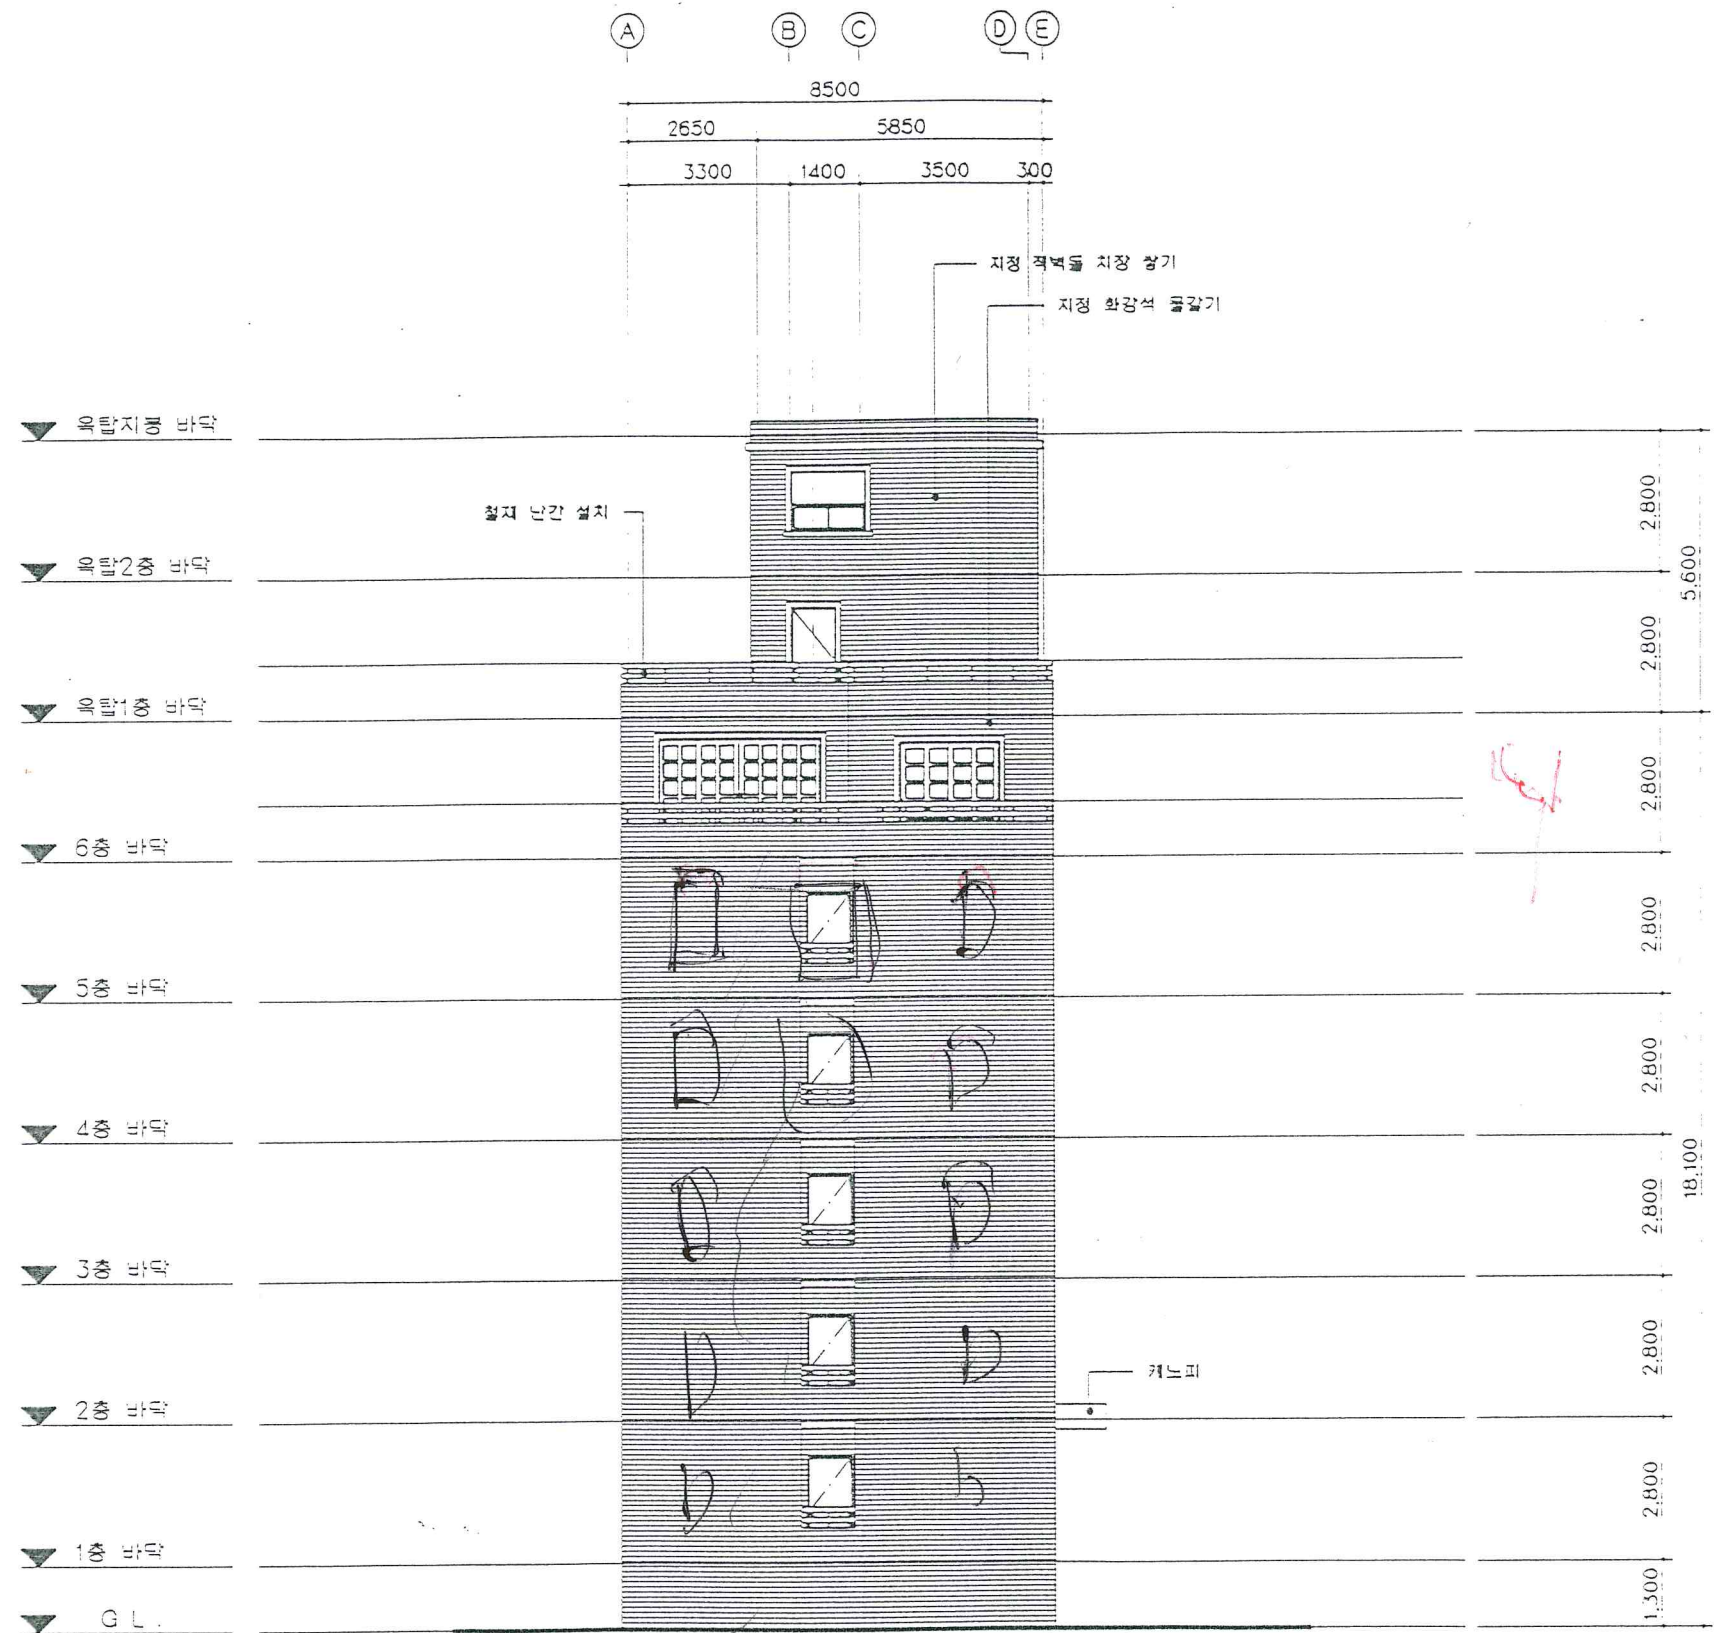 A B C D E
8500
2650 5850
3300 1400 3500 300
지정 적벽돌 치장 쌓기
지정 화강석 물갈기
옥탑지붕 바닥
2.800
철재 난간 설치
옥탑2층 바닥
5.600
2.800
옥탑1층 바닥
2.800
6층 바닥
2.800
5층 바닥
2.800
4층 바닥
18.100
2.800
3층 바닥
2.800
캐노피
2층 바닥
2.800
1층 바닥
1.300
G L .